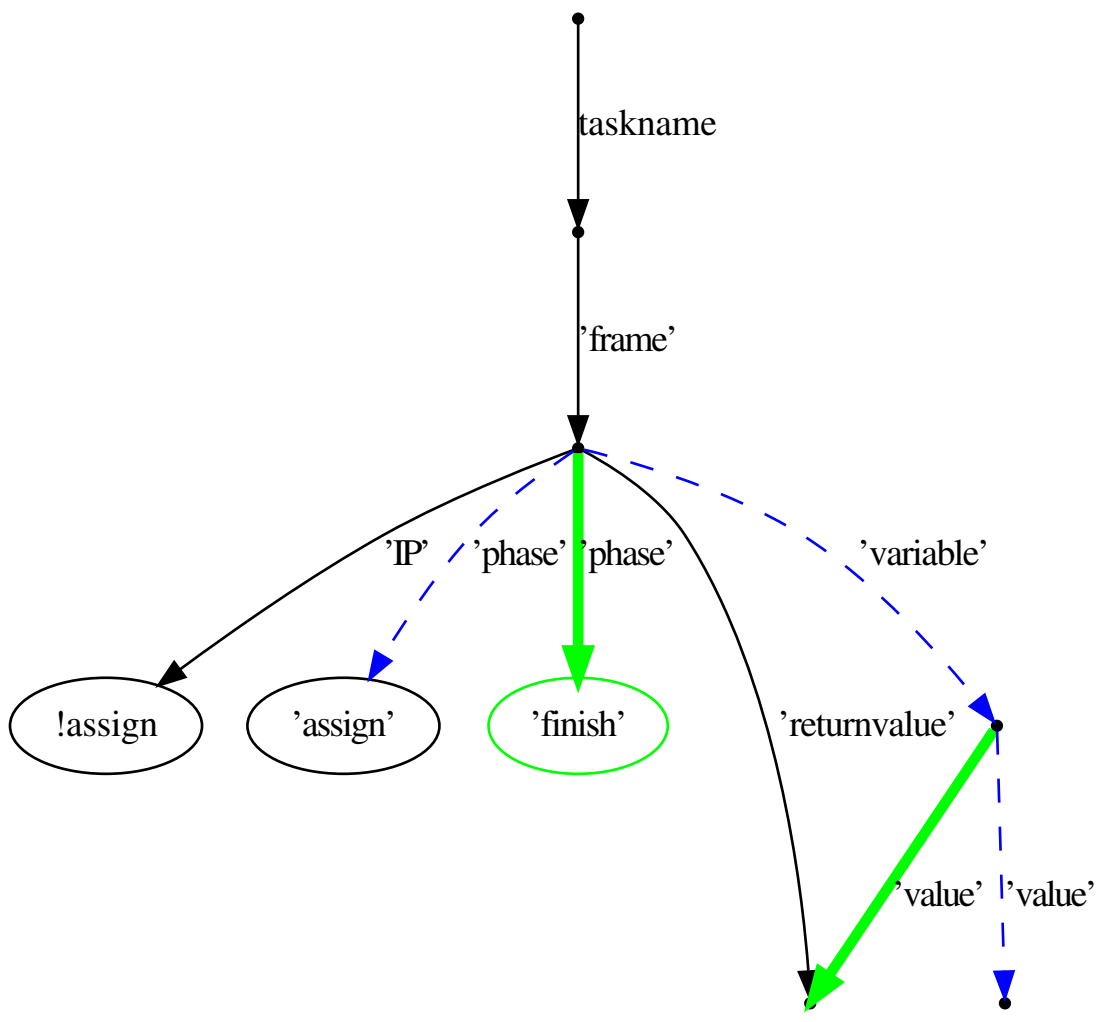 taskname
’frame’
’IP’
’phase’
’phase’
’variable’
!assign
’assign’
’finish’
’returnvalue’
’value’
’value’